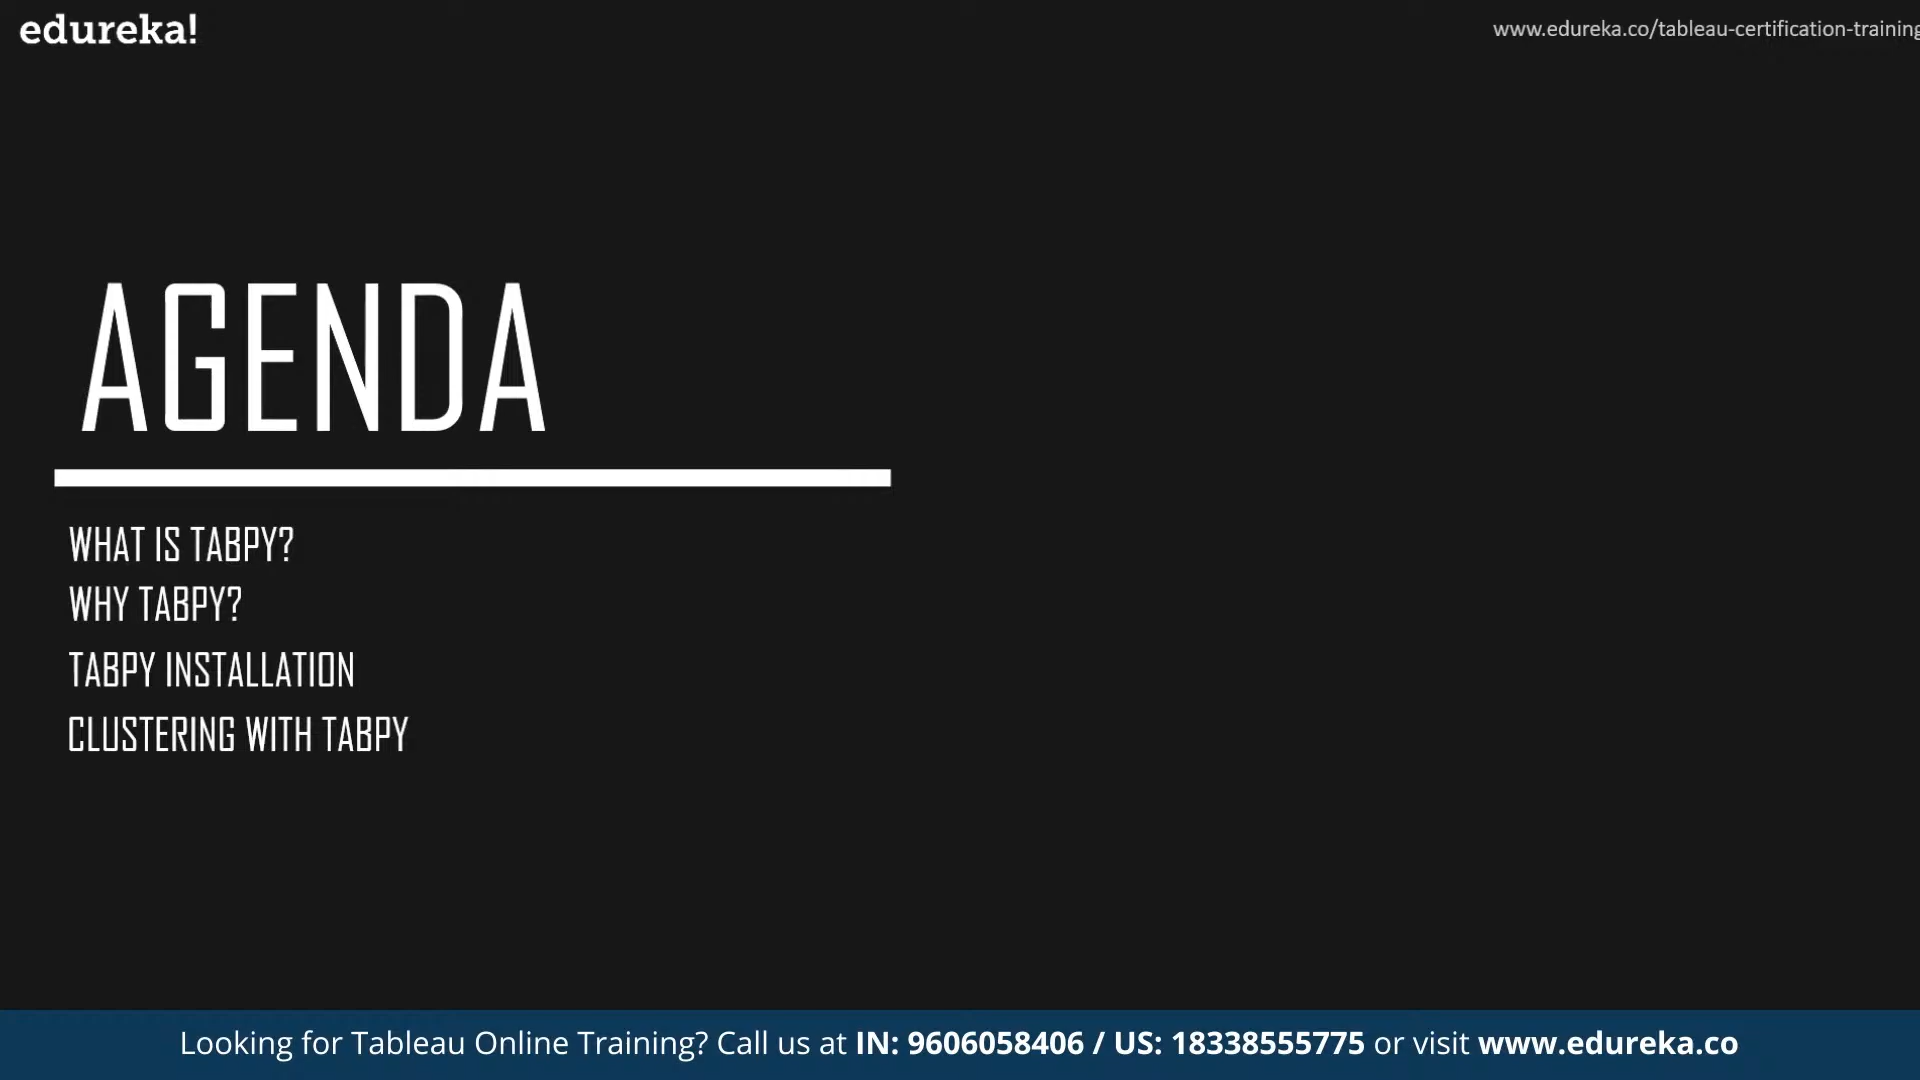 edureka!
www.edureka.co/tableau-certification-training
AGENDA
WHAT IS TABPY?
WHY TABPY?
TABPY INSTALLATION
CLUSTERING WITH TABPY
Looking for Tableau Online Training? Call us at IN: 9606058406 / US: 18338555775 or visit www.edureka.co